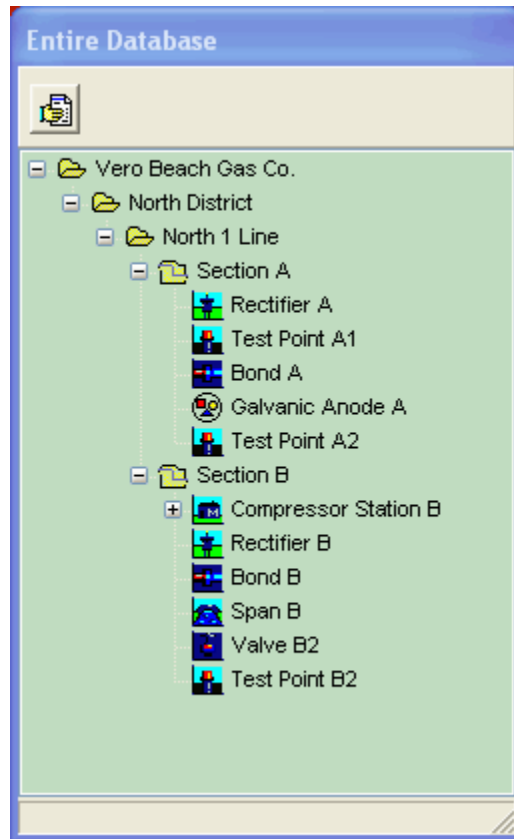 Entire Database
Vero Beach Gas Co.
North District
North 1 Line
Section A
Rectifier A
Test Point A1
Bond A
Galvanic Anode A
Test Point A2
Section B
Compressor Station B
Rectifier B
Bond B
Span B
Valve B2
Test Point B2